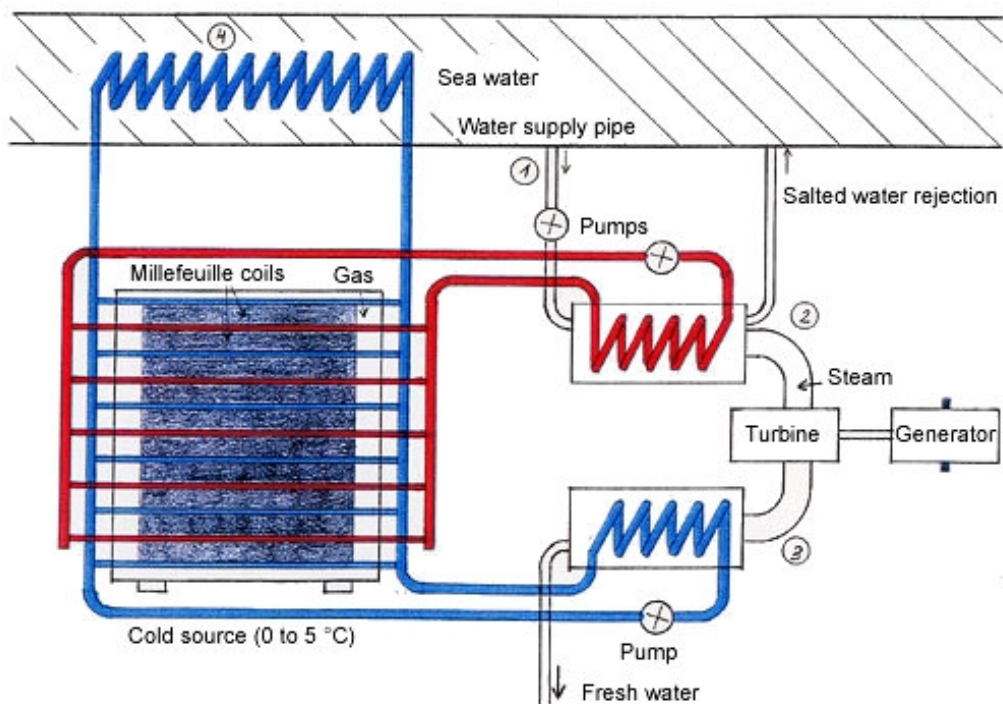 4
Sea water
Water supply pipe
1
Salted water rejection
Pumps
Millefeuille coils
Gas
2
Steam
Turbine
Generator
3
Cold source (0 to 5 °C)
Pump
Fresh water